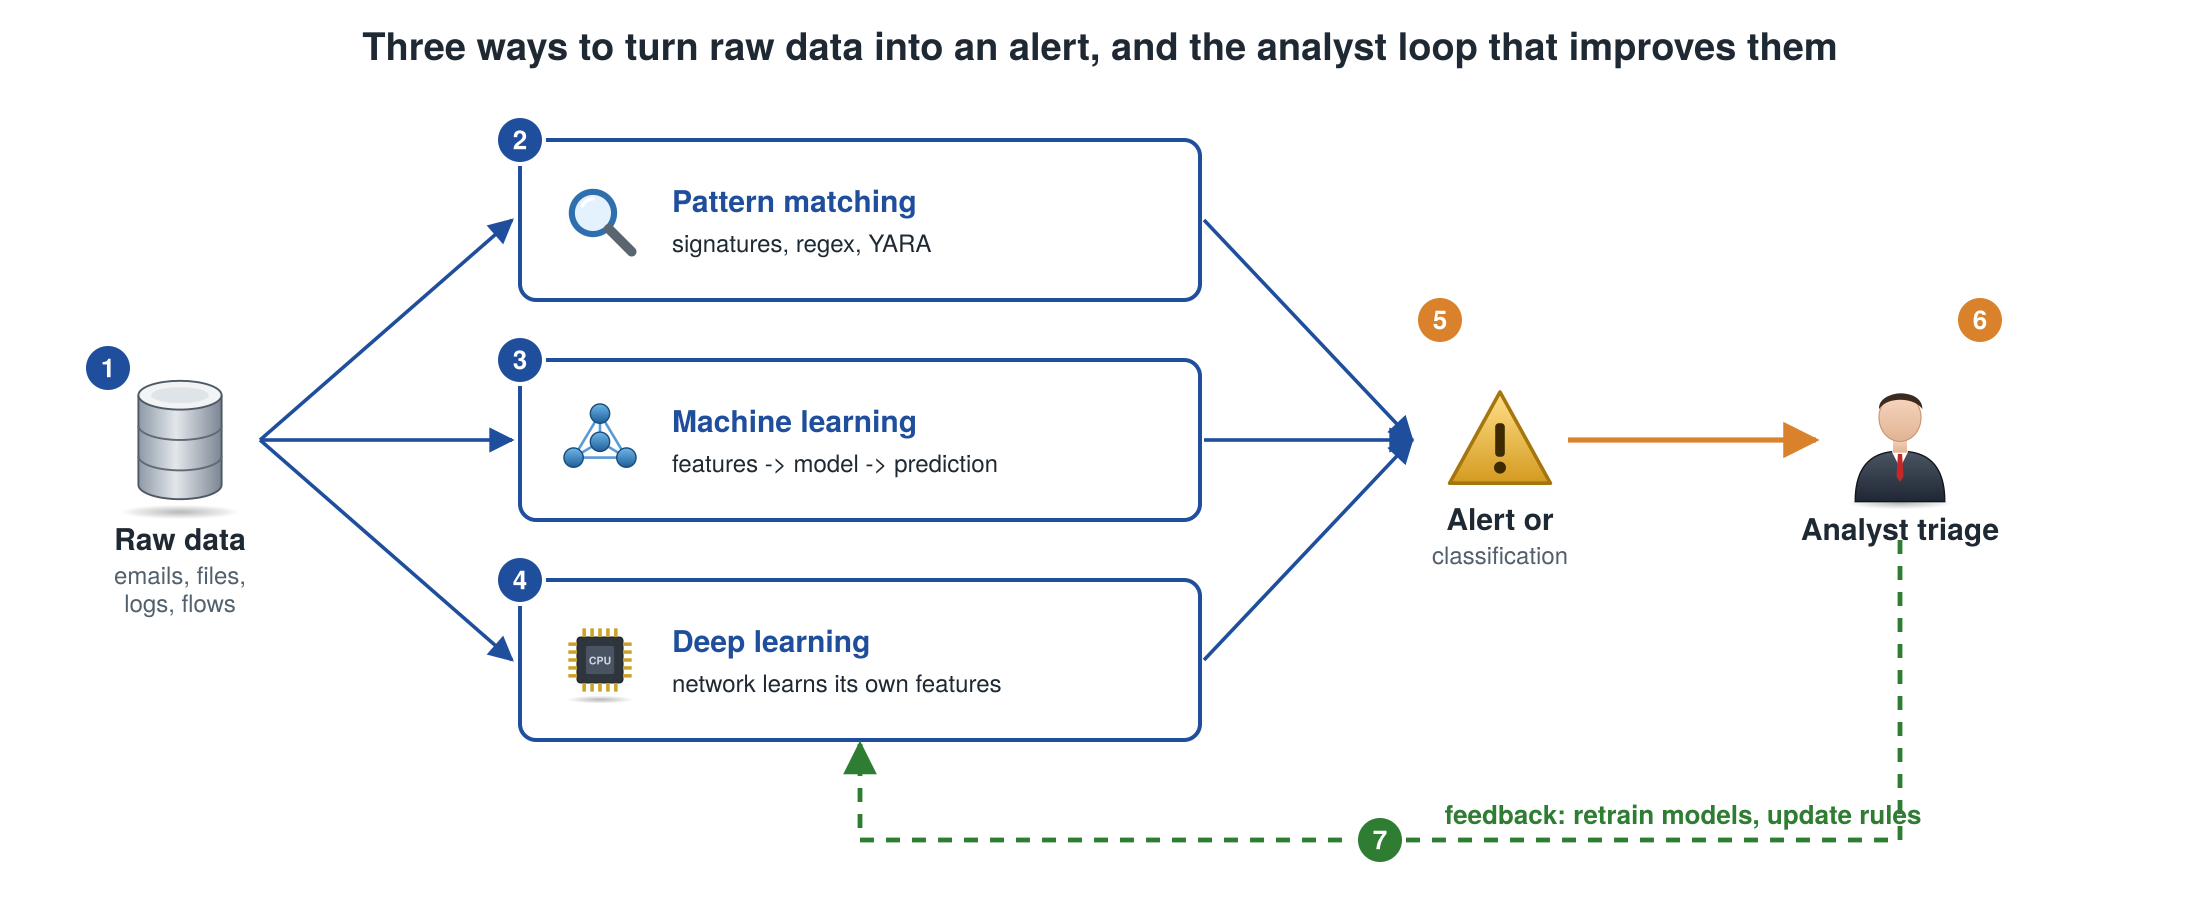 Three ways to turn raw data into an alert, and the analyst loop that improves them
1
Raw data
emails, files,
logs, flows
2
Pattern matching
signatures, regex, YARA
3
Machine learning
features -> model -> prediction
4
CPU
Deep learning
network learns its own features
5
Alert or
classification
6
Analyst triage
7
feedback: retrain models, update rules